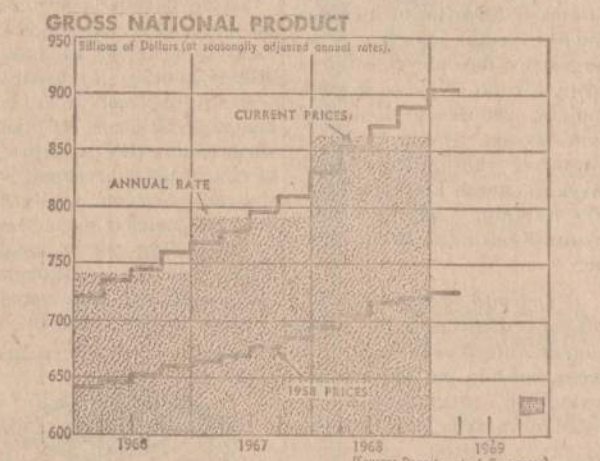 GROSS NATIONAL PRODUCT
950
Billions of Dollars (at seasonally adjusted annual rates).
900
CURRENT PRICES
850
ANNUAL RATE
800
750
700
650
1958 PRICES
600
1966 1967 1968 1969